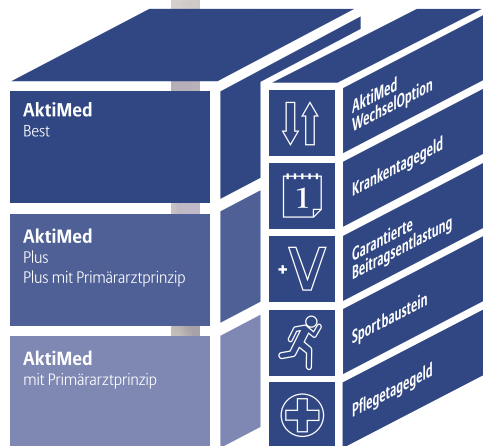 AktiMed
Best
AktiMed
Plus
Plus mit Primärarztprinzip
AktiMed
mit Primärarztprinzip
AktiMed
WechselOption
1
Krankentagegeld
+V
Garantierte
Beitragsentlastung
Sportbaustein
Pflegetagegeld